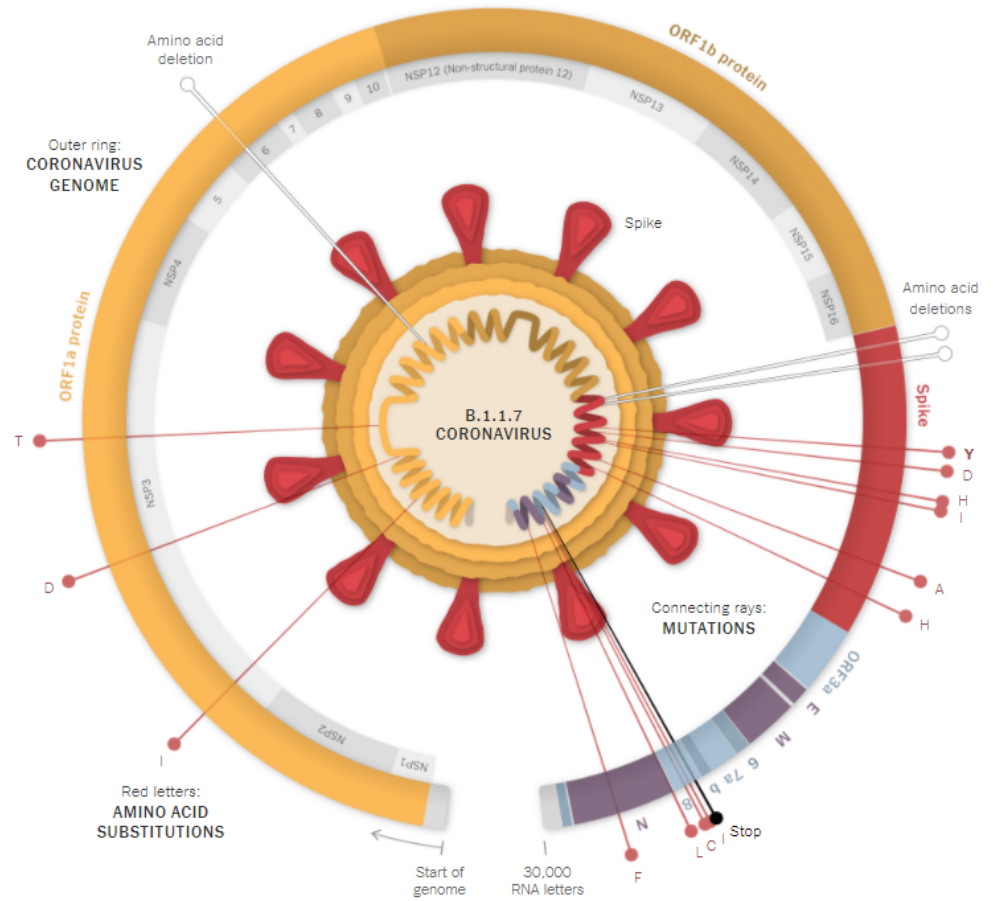 Amino acid
deletion
Outer ring:
CORONAVIRUS
GENOME
ORF1b protein
NSP12 (Non-structural protein 12)
NSP13
NSP14
NSP15
NSP16
10
9
8
7
6
5
NSP4
NSP3
NSP2
NSP1
ORF1a protein
Spike
Amino acid
deletions
Spike
B.1.1.7
CORONAVIRUS
T
D
I
Y
D
H
I
A
H
Connecting rays:
MUTATIONS
ORF3a
E
M
6
7a
b
8
N
Red letters:
AMINO ACID
SUBSTITUTIONS
Stop
I
C
L
F
Start of
genome
30,000
RNA letters